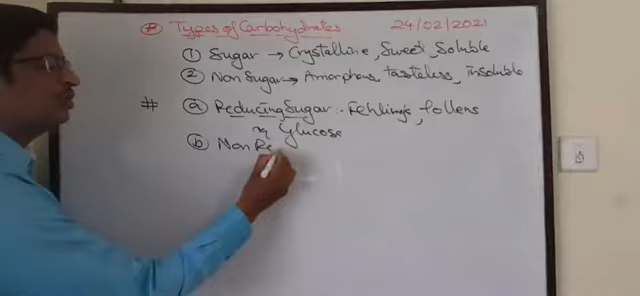 Types of Carbohydrates 24/02/2021
① Sugar → Crystalline, Sweet, Soluble
② Non Sugar → Amorphous, tasteless, insoluble
# ⓐ Reducing Sugar. Fehling's, tollens
Glucose
ⓑ Non Re